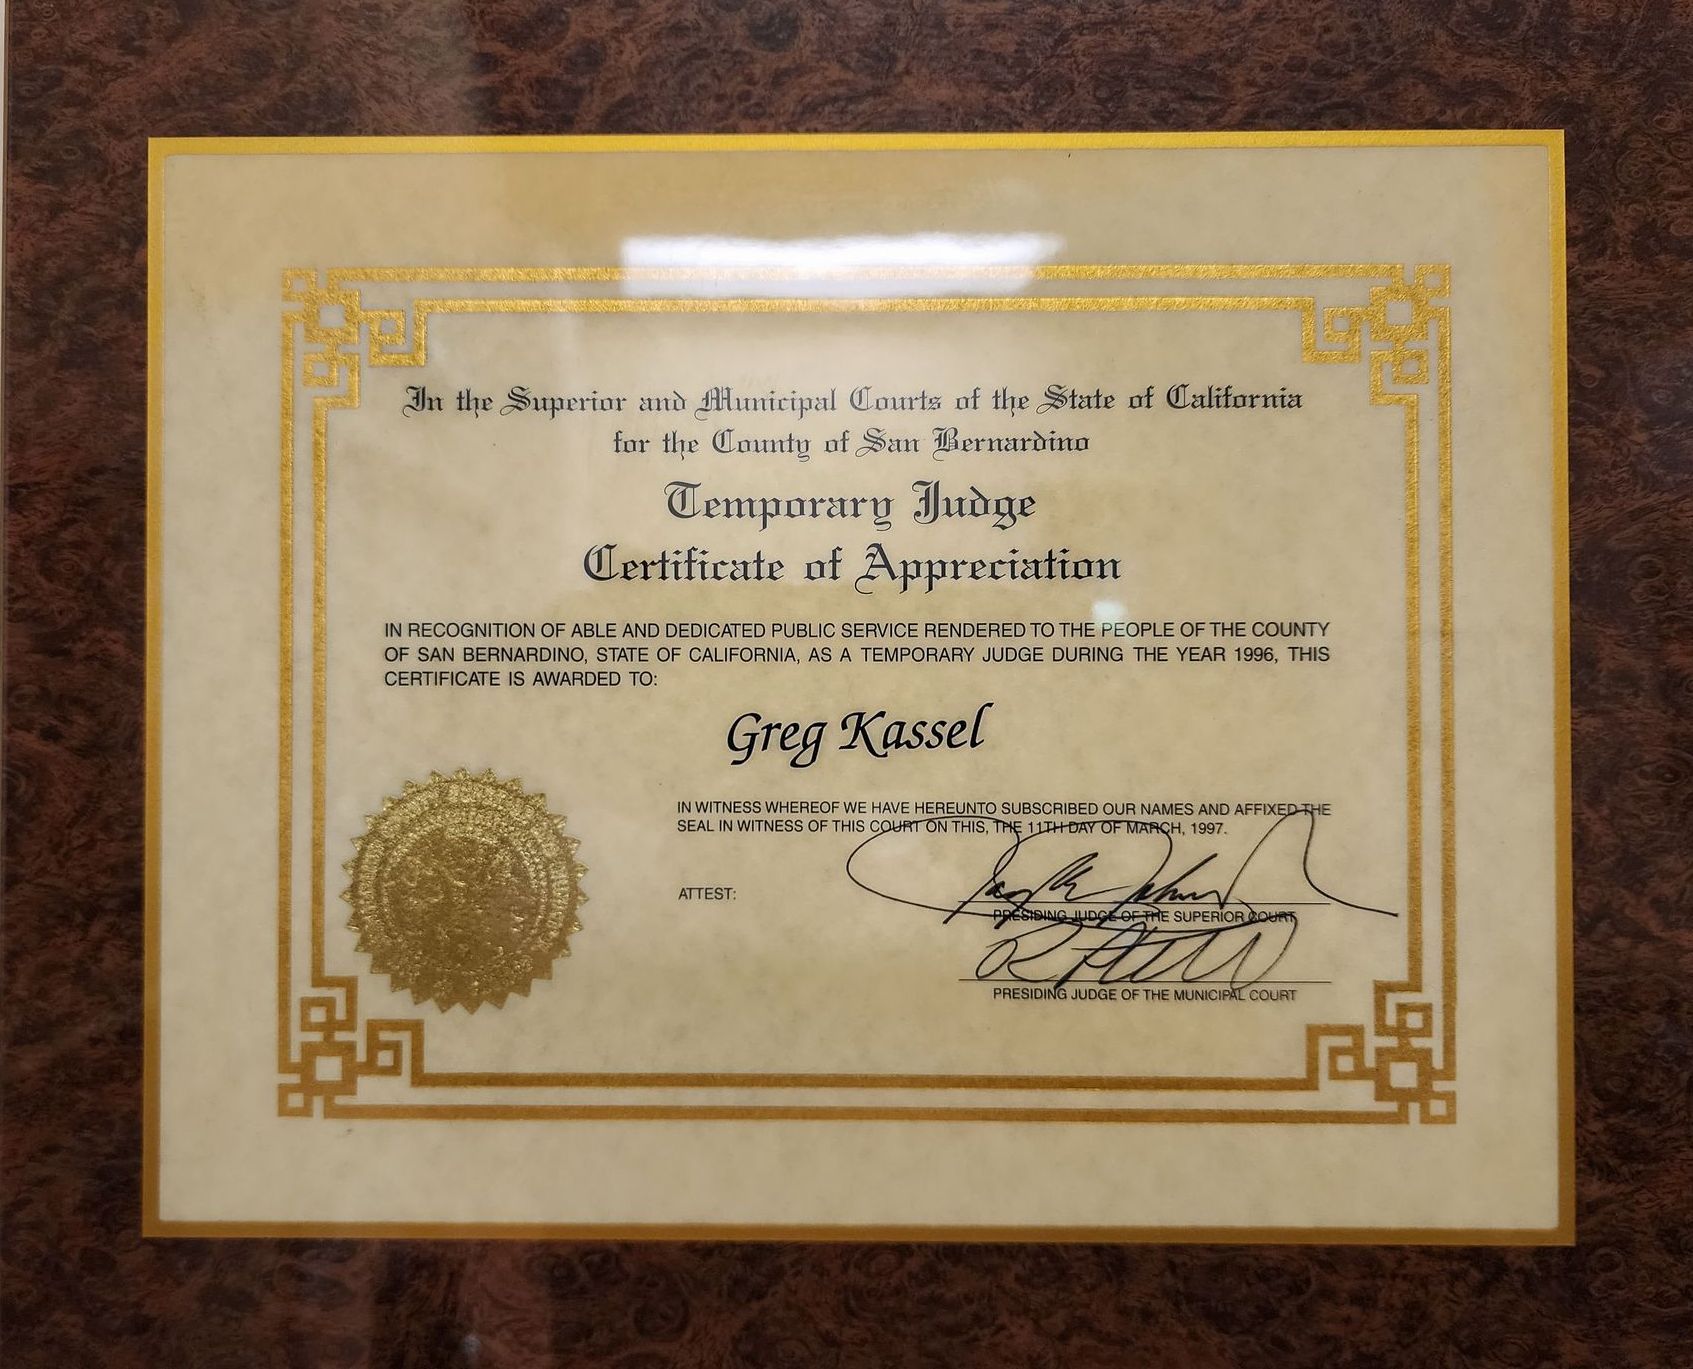 In the Superior and Municipal Courts of the State of California
for the County of San Bernardino
Temporary Judge
Certificate of Appreciation
IN RECOGNITION OF ABLE AND DEDICATED PUBLIC SERVICE RENDERED TO THE PEOPLE OF THE COUNTY
OF SAN BERNARDINO, STATE OF CALIFORNIA, AS A TEMPORARY JUDGE DURING THE YEAR 1996, THIS
CERTIFICATE IS AWARDED TO:
Greg Kassel
IN WITNESS WHEREOF WE HAVE HEREUNTO SUBSCRIBED OUR NAMES AND AFFIXED THE
SEAL IN WITNESS OF THIS COURT ON THIS, THE 11TH DAY OF MARCH, 1997.
ATTEST:
PRESIDING JUDGE OF THE SUPERIOR COURT
PRESIDING JUDGE OF THE MUNICIPAL COURT